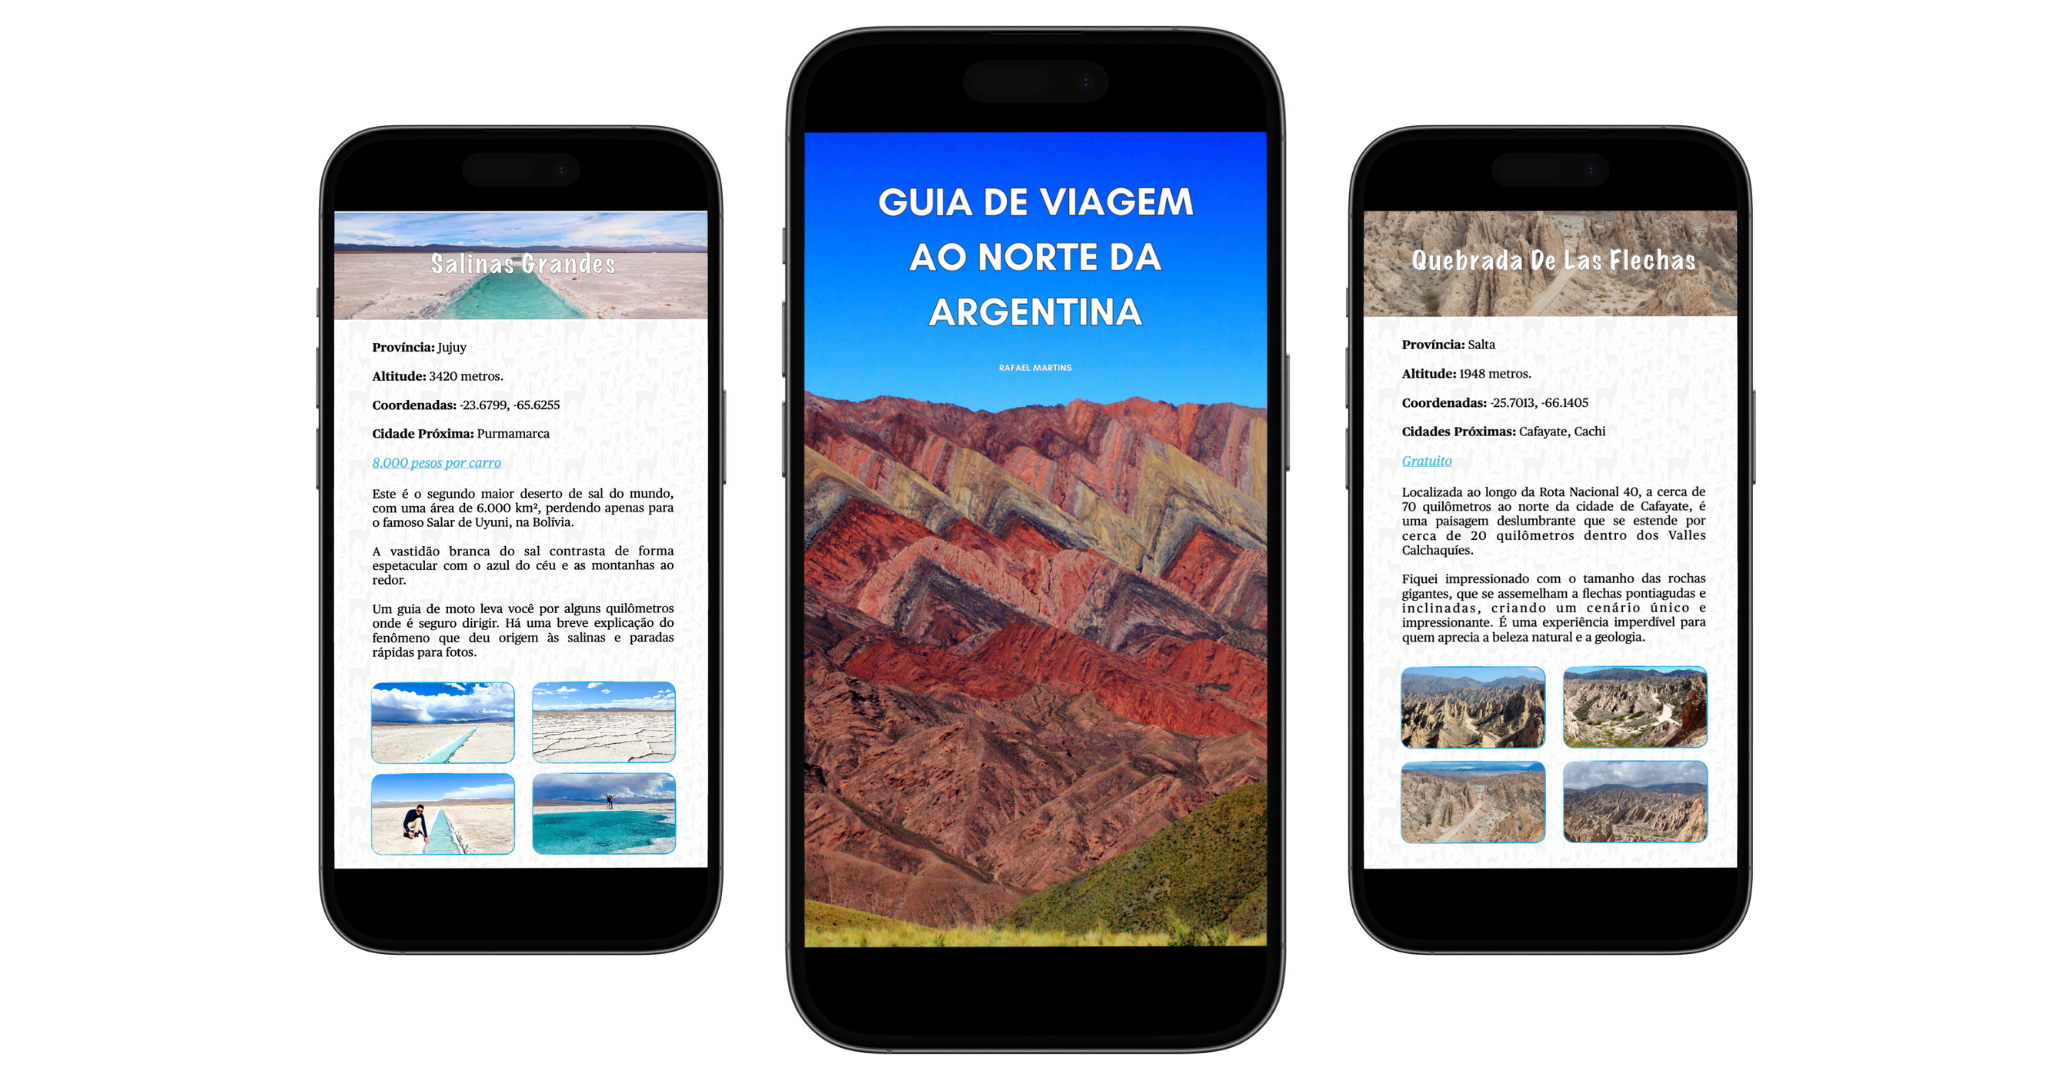 Salinas Grandes
Província: Jujuy
Altitude: 3420 metros.
Coordenadas: -23.6799, -65.6255
Cidade Próxima: Purmamarca
8.000 pesos por carro
Este é o segundo maior deserto de sal do mundo,
com uma área de 6.000 km², perdendo apenas para
o famoso Salar de Uyuni, na Bolívia.
A vastidão branca do sal contrasta de forma
espetacular com o azul do céu e as montanhas ao
redor.
Um guia de moto leva você por alguns quilômetros
onde é seguro dirigir. Há uma breve explicação do
fenômeno que deu origem às salinas e paradas
rápidas para fotos.
GUIA DE VIAGEM
AO NORTE DA
ARGENTINA
RAFAEL MARTINS
Quebrada De Las Flechas
Província: Salta
Altitude: 1948 metros.
Coordenadas: -25.7013, -66.1405
Cidades Próximas: Cafayate, Cachi
Gratuito
Localizada ao longo da Rota Nacional 40, a cerca de
70 quilômetros ao norte da cidade de Cafayate, é
uma paisagem deslumbrante que se estende por
cerca de 20 quilômetros dentro dos Valles
Calchaquíes.
Fiquei impressionado com o tamanho das rochas
gigantes, que se assemelham a flechas pontiagudas e
inclinadas, criando um cenário único e
impressionante. É uma experiência imperdível para
quem aprecia a beleza natural e a geologia.